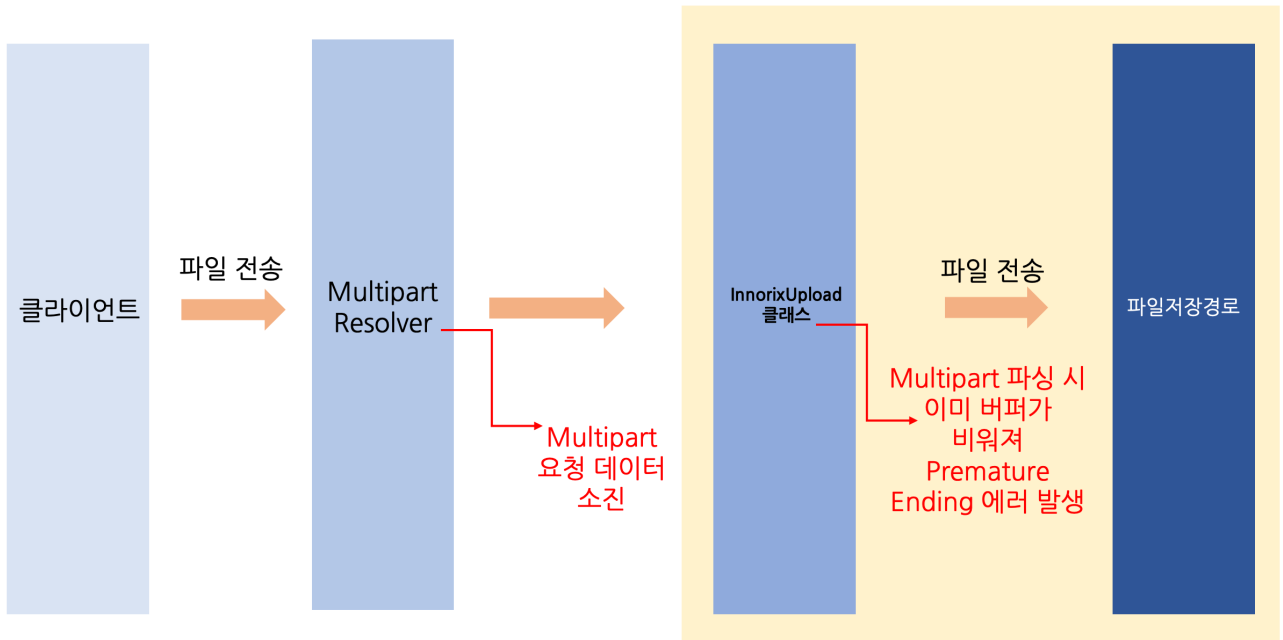 클라이언트
파일 전송
Multipart
Resolver
Multipart
요청 데이터
소진
InnorixUpload
클래스
파일 전송
Multipart 파싱 시
이미 버퍼가
비워져
Premature
Ending 에러 발생
파일저장경로